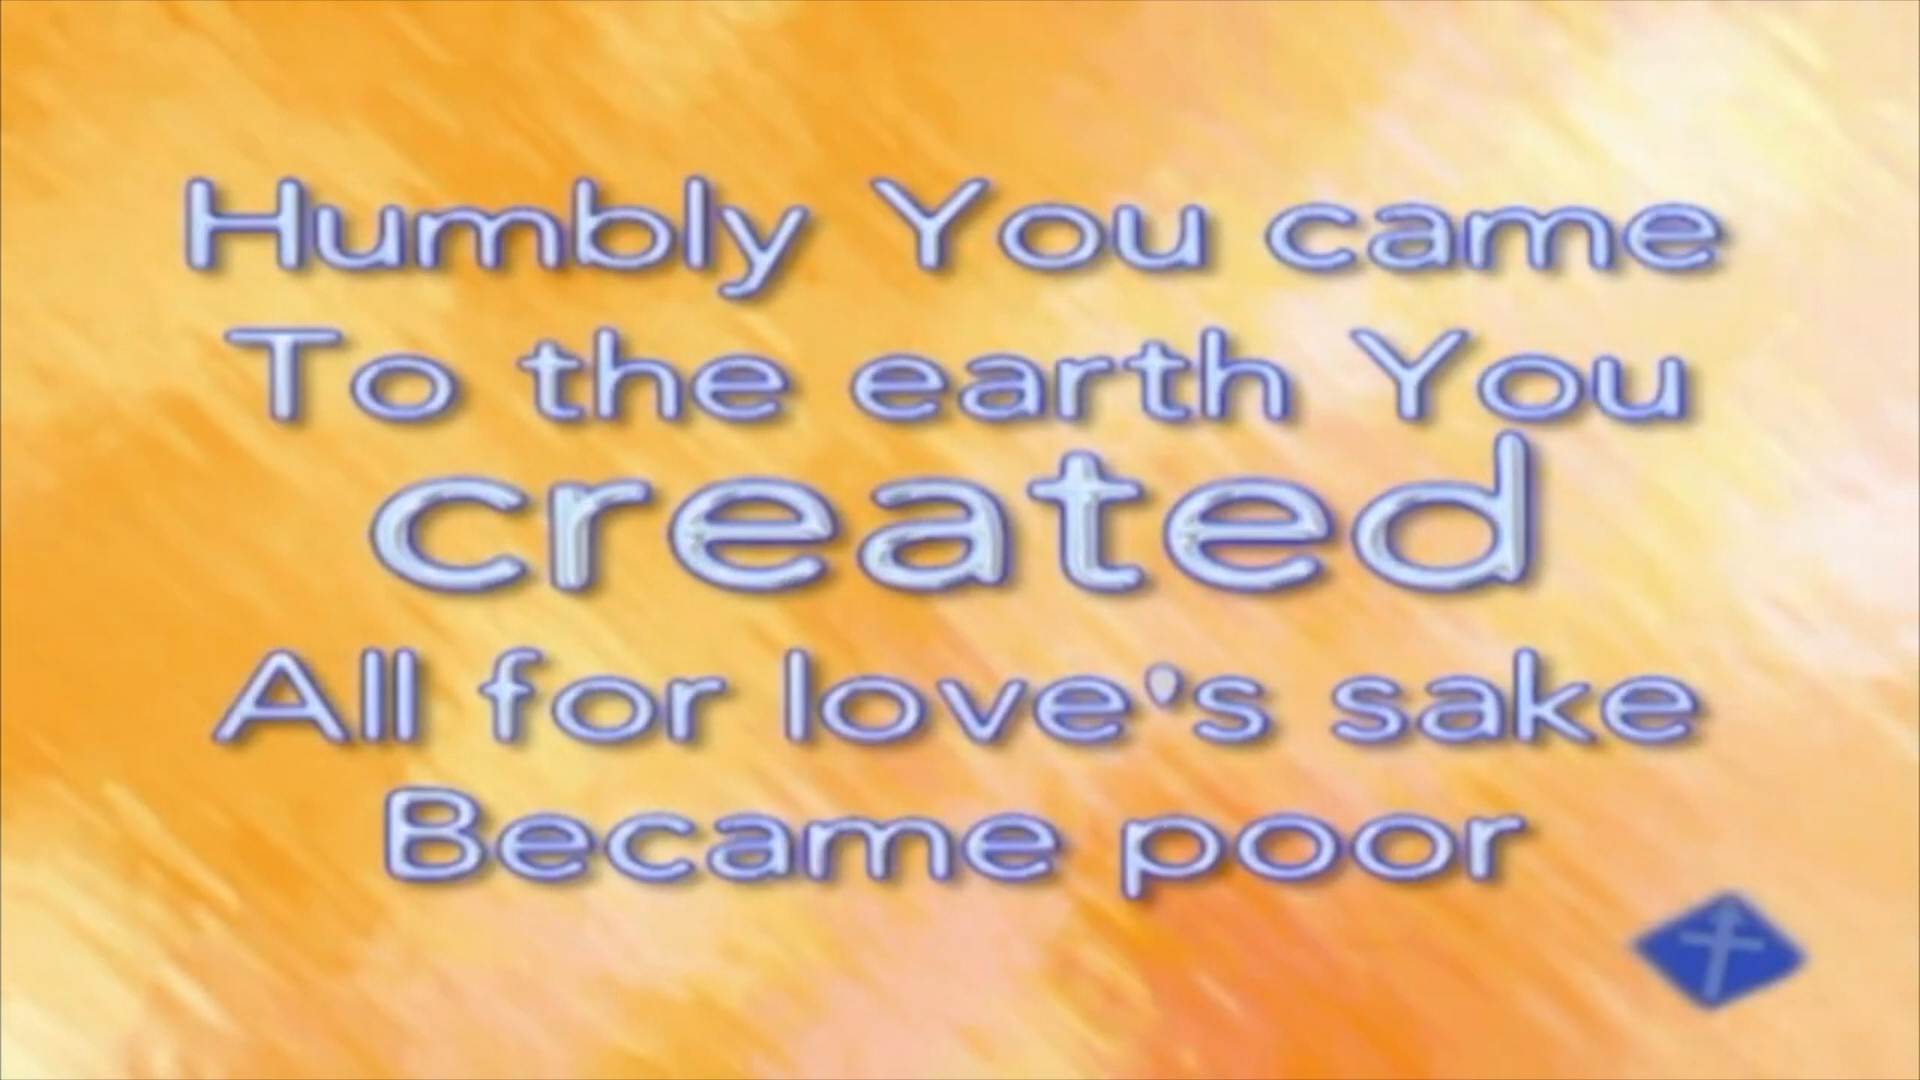 Humbly You came
To the earth You
created
All for love's sake
Became poor